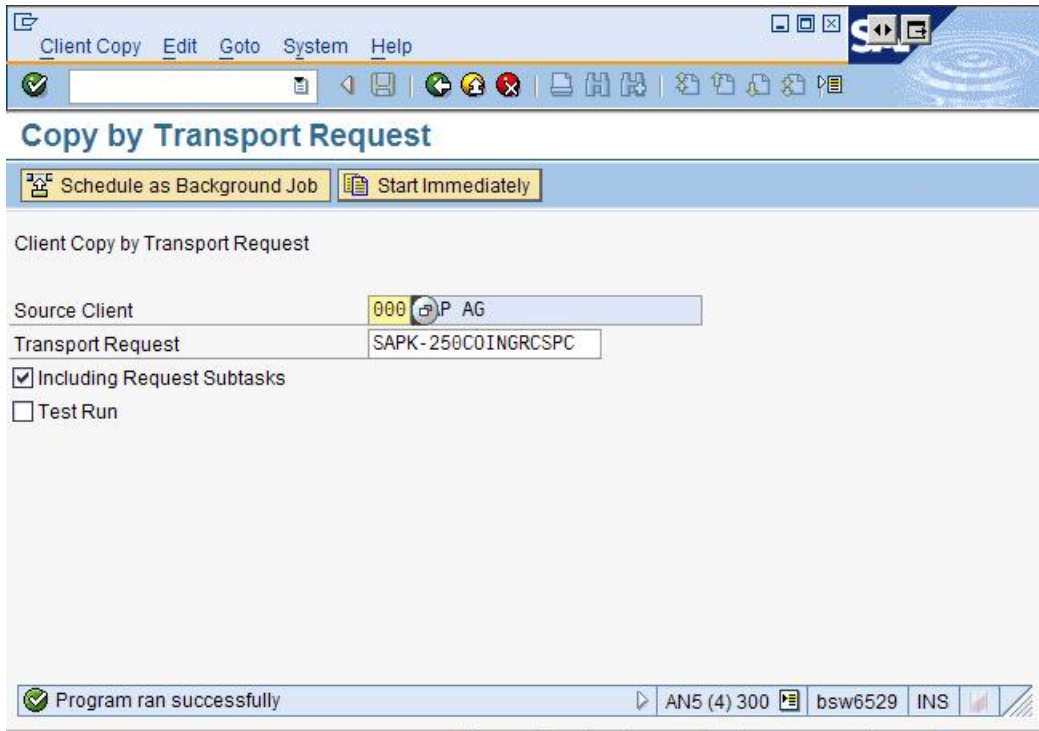 Client Copy Edit Goto System Help
Copy by Transport Request
Schedule as Background Job Start Immediately
Client Copy by Transport Request
Source Client 000 P AG
Transport Request SAPK-250COINGRCSPC
Including Request Subtasks
Test Run
Program ran successfully AN5 (4) 300 bsw6529 INS